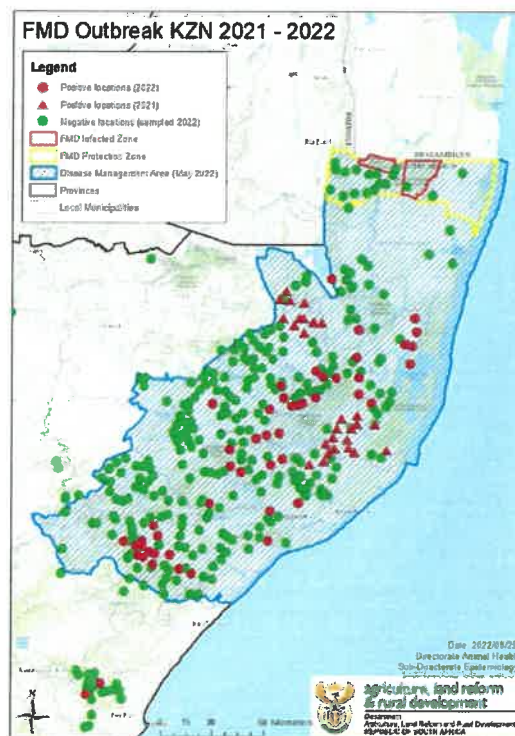 FMD Outbreak KZN 2021 - 2022
Legend
Positive locations (2022)
Positive locations (2021)
Negative locations (sampled 2022)
FMD Infected Zone
FMD Protection Zone
Disease Management Area (May 2022)
Provinces
Local Municipalities
MOZAMBIQUE
N
Directorate Animal Health
Sub-Directorate Epidemiology
agriculture, land reform
& rural development
Department:
Agriculture, Land Reform and Rural Development
REPUBLIC OF SOUTH AFRICA